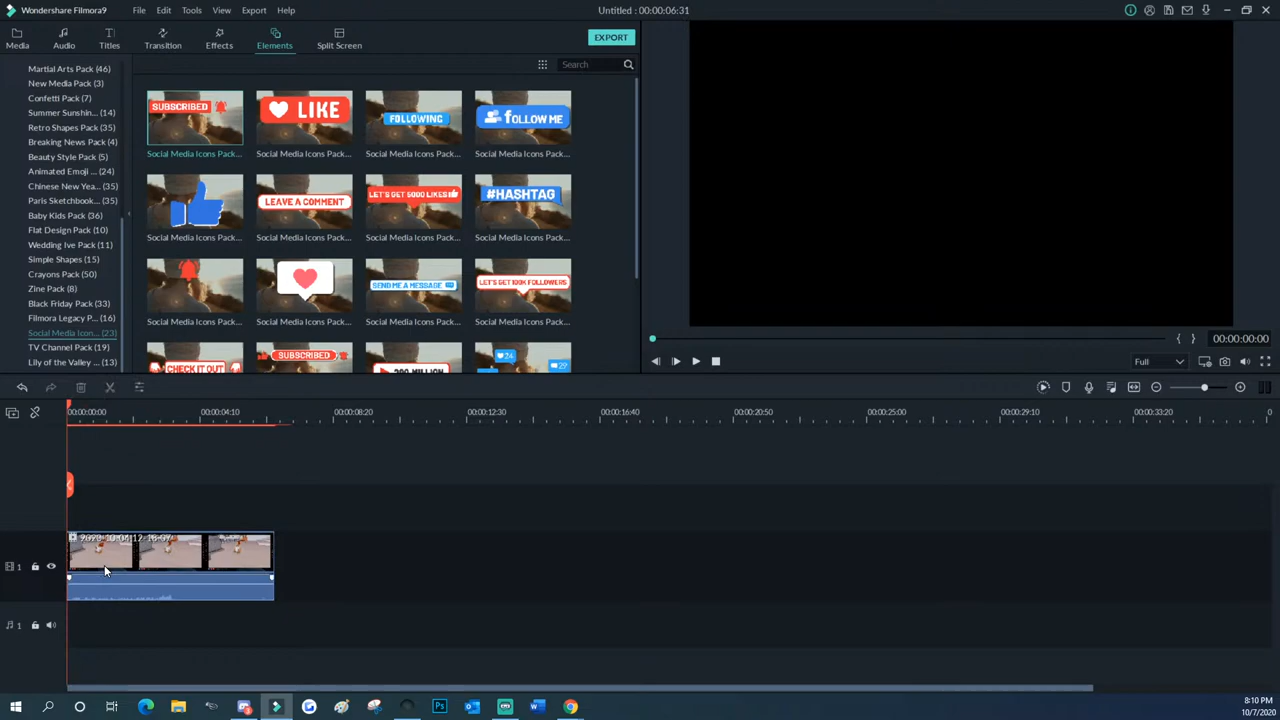 Wondershare Filmora9
File
Edit
Tools
View
Export
Help
Untitled : 00:00:06:31
Media
Audio
Titles
Transition
Effects
Elements
Split Screen
EXPORT
Search
Martial Arts Pack (46)
New Media Pack (3)
Confetti Pack (7)
Summer Sunshin... (14)
Retro Shapes Pack (35)
Breaking News Pack (4)
Beauty Style Pack (5)
Animated Emoji ... (24)
Chinese New Yea... (35)
Paris Sketchbook... (35)
Baby Kids Pack (36)
Flat Design Pack (10)
Wedding Ive Pack (11)
Simple Shapes (15)
Crayons Pack (50)
Zine Pack (8)
Black Friday Pack (33)
Filmora Legacy P... (16)
Social Media Icon... (23)
TV Channel Pack (19)
Lily of the Valley ... (13)
SUBSCRIBED
LIKE
FOLLOWING
FOLLOW ME
Social Media Icons Pack...
Social Media Icons Pack...
Social Media Icons Pack...
Social Media Icons Pack...
LEAVE A COMMENT
LET'S GET 5000 LIKES
#HASHTAG
Social Media Icons Pack...
Social Media Icons Pack...
Social Media Icons Pack...
Social Media Icons Pack...
SEND ME A MESSAGE
LET'S GET 100K FOLLOWERS
Social Media Icons Pack...
Social Media Icons Pack...
Social Media Icons Pack...
Social Media Icons Pack...
CHECK IT OUT
SUBSCRIBED
200 MILLION
24
29
00:00:00:00
Full
00:00:00:00
00:00:04:10
00:00:08:20
00:00:12:30
00:00:16:40
00:00:20:50
00:00:25:00
00:00:29:10
00:00:33:20
0
1
1
8:10 PM
10/7/2020